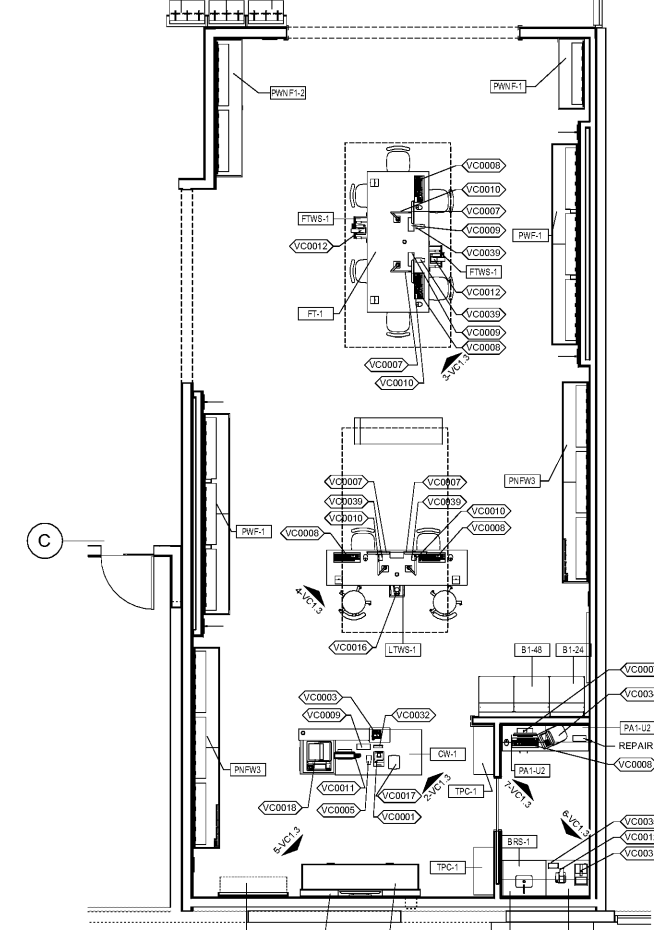 PWNF1-2
PWNF-1
VC0008
VC0010
VC0007
FTWS-1
VC0009
PWF-1
VC0012
VC0039
FTWS-1
VC0012
FT-1
VC0039
VC0009
VC0008
VC0007
3-VC1.3
VC0010
VC0007
VC0007
PNFW3
VC0039
VC0039
VC0010
VC0010
C
PWF-1
VC0008
VC0008
4-VC1.3
VC0016
LTWS-1
B1-48
B1-24
VC0003
VC0009
VC0032
PA1-U2
REPAIR
CW-1
PNFW3
PA1-U2
VC0008
VC0011
2-VC1.3
TPC-1
7-VC1.3
VC0018
VC0005
VC0017
VC0001
6-VC1.3
5-VC1.3
BRS-1
TPC-1